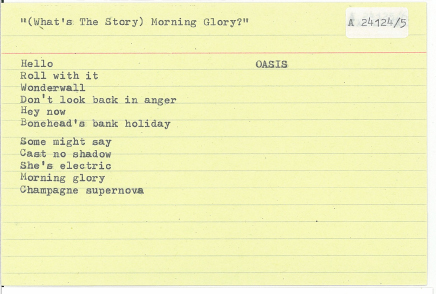 "(What's The Story) Morning Glory?"
A 24124/5
Hello
OASIS
Roll with it
Wonderwall
Don't look back in anger
Hey now
Bonehead's bank holiday
Some might say
Cast no shadow
She's electric
Morning glory
Champagne supernova